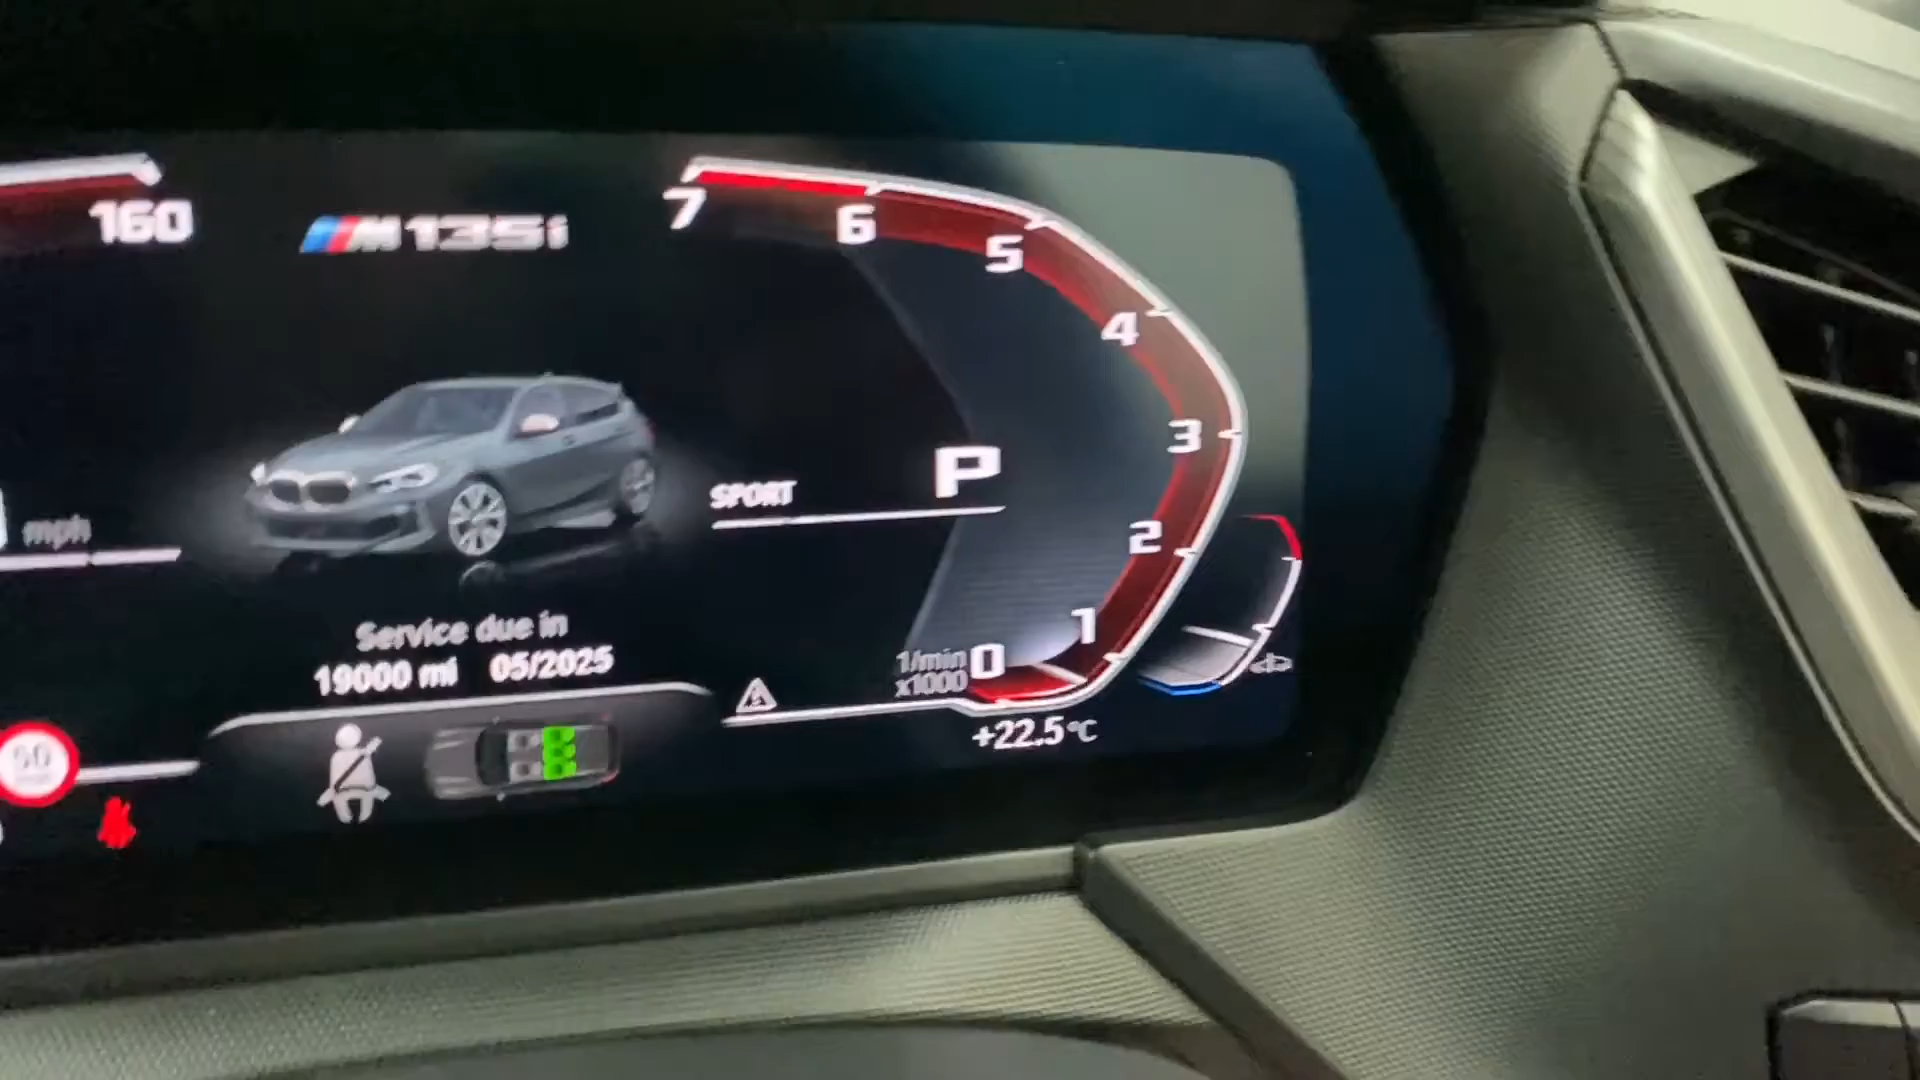 160
M135i
7
6
5
4
3
2
1
0
SPORT
P
mph
Service due in
19000 mi 05/2025
1/min
x1000
+22.5°C